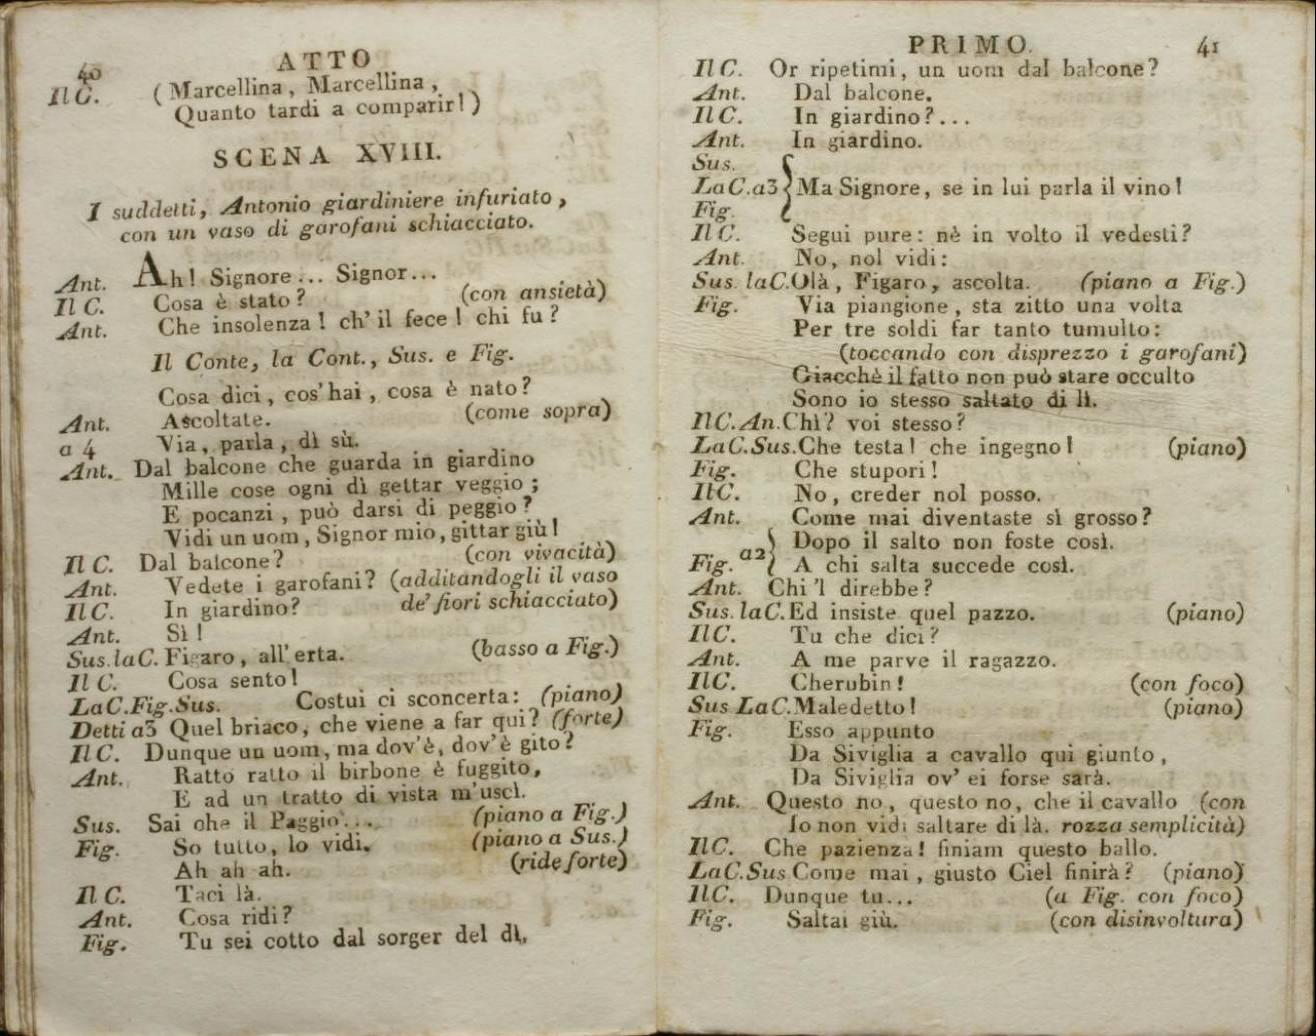 40 ATTO
Il C. (Marcellina, Marcellina,
Quanto tardi a comparir!)
SCENA XVIII.
I suddetti, Antonio giardiniere infuriato,
con un vaso di garofani schiacciato.
Ant. Ah! Signore... Signor...
Il C. Cosa è stato? (con ansietà)
Ant. Che insolenza! ch' il fece! chi fu?
Il Conte, la Cont., Sus. e Fig.
Cosa dici, cos' hai, cosa è nato?
Ant. Ascoltate. (come sopra)
a 4 Via, parla, dì sù.
Ant. Dal balcone che guarda in giardino
Mille cose ogni dì gettar veggio;
E pocanzi, può darsi di peggio?
Vidi un uom, Signor mio, gittar giù!
Il C. Dal balcone? (con vivacità)
Ant. Vedete i garofani? (additandogli il vaso
Il C. In giardino? de' fiori schiacciato)
Ant. Sì!
Sus. la C. Figaro, all' erta. (basso a Fig.)
Il C. Cosa sento!
La C. Fig. Sus. Costui ci sconcerta: (piano)
Detti a3 Quel briaco, che viene a far qui? (forte)
Il C. Dunque un uom, ma dov'è, dov'è gito?
Ant. Ratto ratto il birbone è fuggito,
E ad un tratto di vista m'uscì.
Sus. Sai che il Paggio... (piano a Fig.)
Fig. So tutto, lo vidi. (piano a Sus.)
Ah ah ah. (ride forte)
Il C. Taci là.
Ant. Cosa ridi?
Fig. Tu sei cotto dal sorger del dì.
PRIMO. 41
Il C. Or ripetimi, un uom dal balcone?
Ant. Dal balcone.
Il C. In giardino?...
Ant. In giardino.
Sus.
La C. a3 Ma Signore, se in lui parla il vino!
Fig.
Il C. Segui pure: nè in volto il vedesti?
Ant. No, nol vidi:
Sus. la C. Olà, Figaro, ascolta. (piano a Fig.)
Fig. Via piangione, sta zitto una volta
Per tre soldi far tanto tumulto:
(toccando con disprezzo i garofani)
Giacchè il fatto non può stare occulto
Sono io stesso saltato di lì.
Il C. An. Chì? voi stesso?
La C. Sus. Che testa! che ingegno! (piano)
Fig. Che stupori!
Il C. No, creder nol posso.
Ant. Come mai diventaste sì grosso?
Dopo il salto non foste così.
Fig. a2 A chi salta succede così.
Ant. Chi 'l direbbe?
Sus. la C. Ed insiste quel pazzo. (piano)
Il C. Tu che dici?
Ant. A me parve il ragazzo.
Il C. Cherubin! (con foco)
Sus La C. Maledetto! (piano)
Fig. Esso appunto
Da Siviglia a cavallo qui giunto,
Da Siviglia ov' ei forse sarà.
Ant. Questo no, questo no, che il cavallo (con
Io non vidi saltare di là. rozza semplicità)
Il C. Che pazienza! finiam questo ballo.
La C. Sus Come mai, giusto Ciel finirà? (piano)
Il C. Dunque tu... (a Fig. con foco)
Fig. Saltai giù. (con disinvoltura)